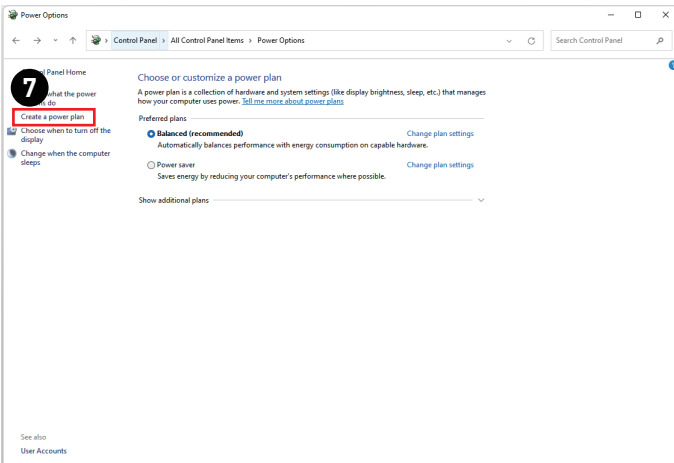 Power Options
Control Panel > All Control Panel Items > Power Options
Search Control Panel
l Panel Home
7
what the power
s do
Create a power plan
Choose when to turn off the
display
Change when the computer
sleeps
Choose or customize a power plan
A power plan is a collection of hardware and system settings (like display brightness, sleep, etc.) that manages
how your computer uses power. Tell me more about power plans
Preferred plans
Balanced (recommended)
Change plan settings
Automatically balances performance with energy consumption on capable hardware.
Power saver
Change plan settings
Saves energy by reducing your computer's performance where possible.
Show additional plans
See also
User Accounts